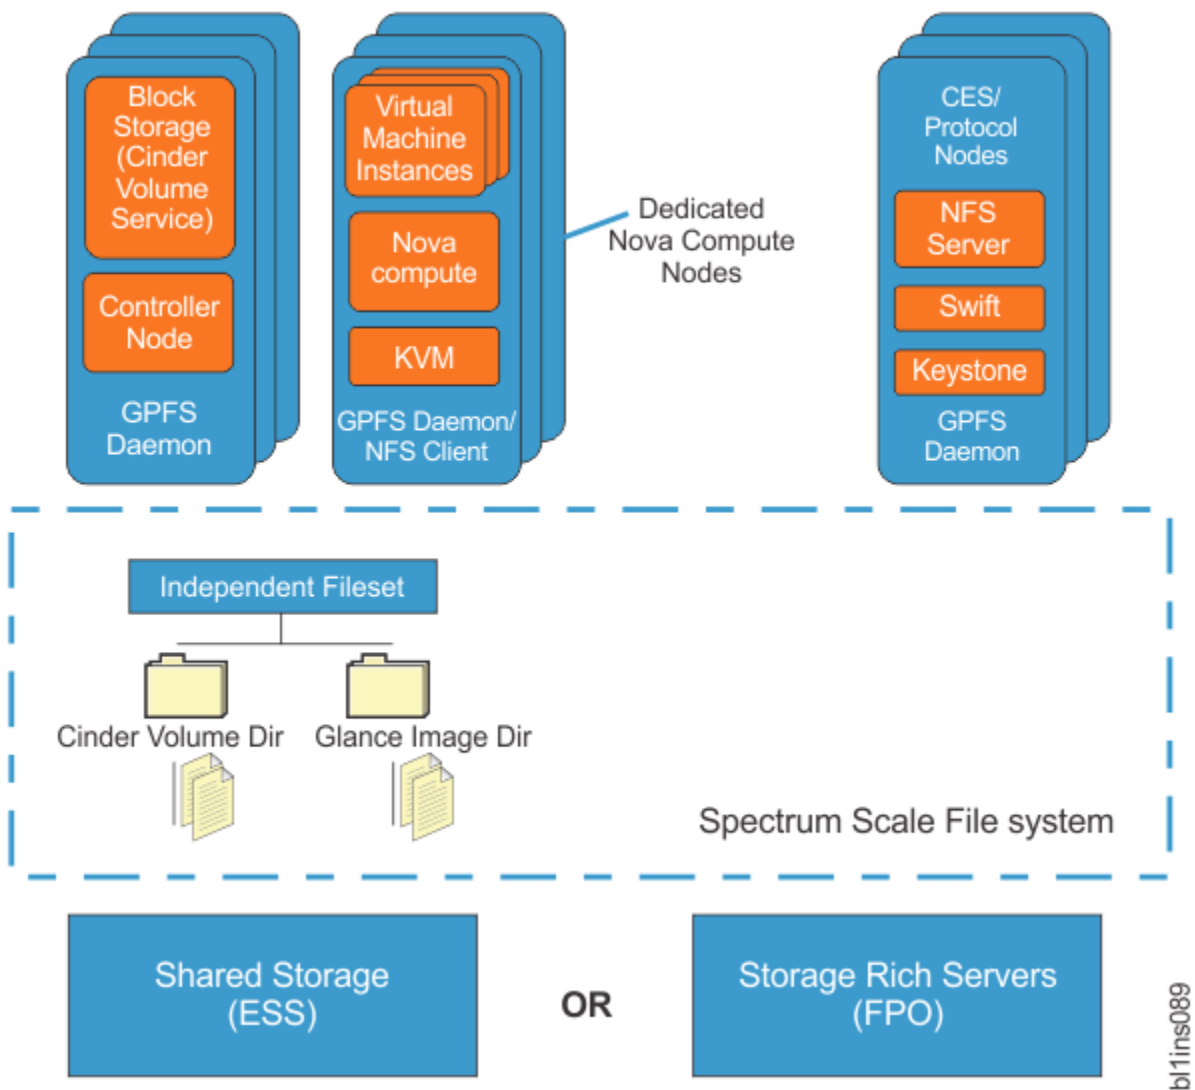 Block
Storage
(Cinder
Volume
Service)
Controller
Node
GPFS
Daemon
Virtual
Machine
Instances
Nova
compute
KVM
GPFS Daemon/
NFS Client
Dedicated
Nova Compute
Nodes
CES/
Protocol
Nodes
NFS
Server
Swift
Keystone
GPFS
Daemon
Independent Fileset
Cinder Volume Dir
Glance Image Dir
Spectrum Scale File system
Shared Storage
(ESS)
OR
Storage Rich Servers
(FPO)
bl1ins089